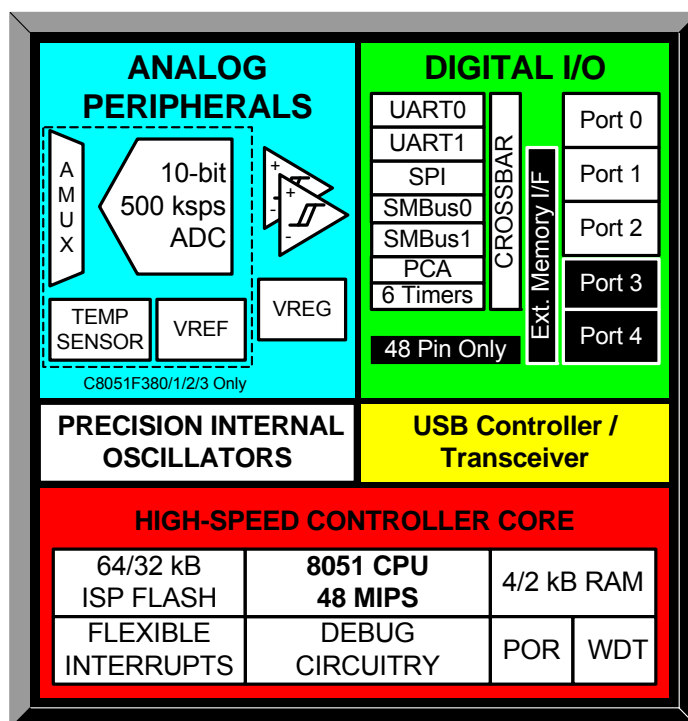 ANALOG
PERIPHERALS
A
M
U
X
10-bit
500 ksps
ADC
+
-
+
-
TEMP
SENSOR
VREF
VREG
C8051F380/1/2/3 Only
DIGITAL I/O
UART0
UART1
SPI
SMBus0
SMBus1
PCA
6 Timers
CROSSBAR
Ext. Memory I/F
Port 0
Port 1
Port 2
Port 3
Port 4
48 Pin Only
PRECISION INTERNAL
OSCILLATORS
USB Controller /
Transceiver
HIGH-SPEED CONTROLLER CORE
64/32 kB
ISP FLASH
8051 CPU
48 MIPS
4/2 kB RAM
FLEXIBLE
INTERRUPTS
DEBUG
CIRCUITRY
POR
WDT